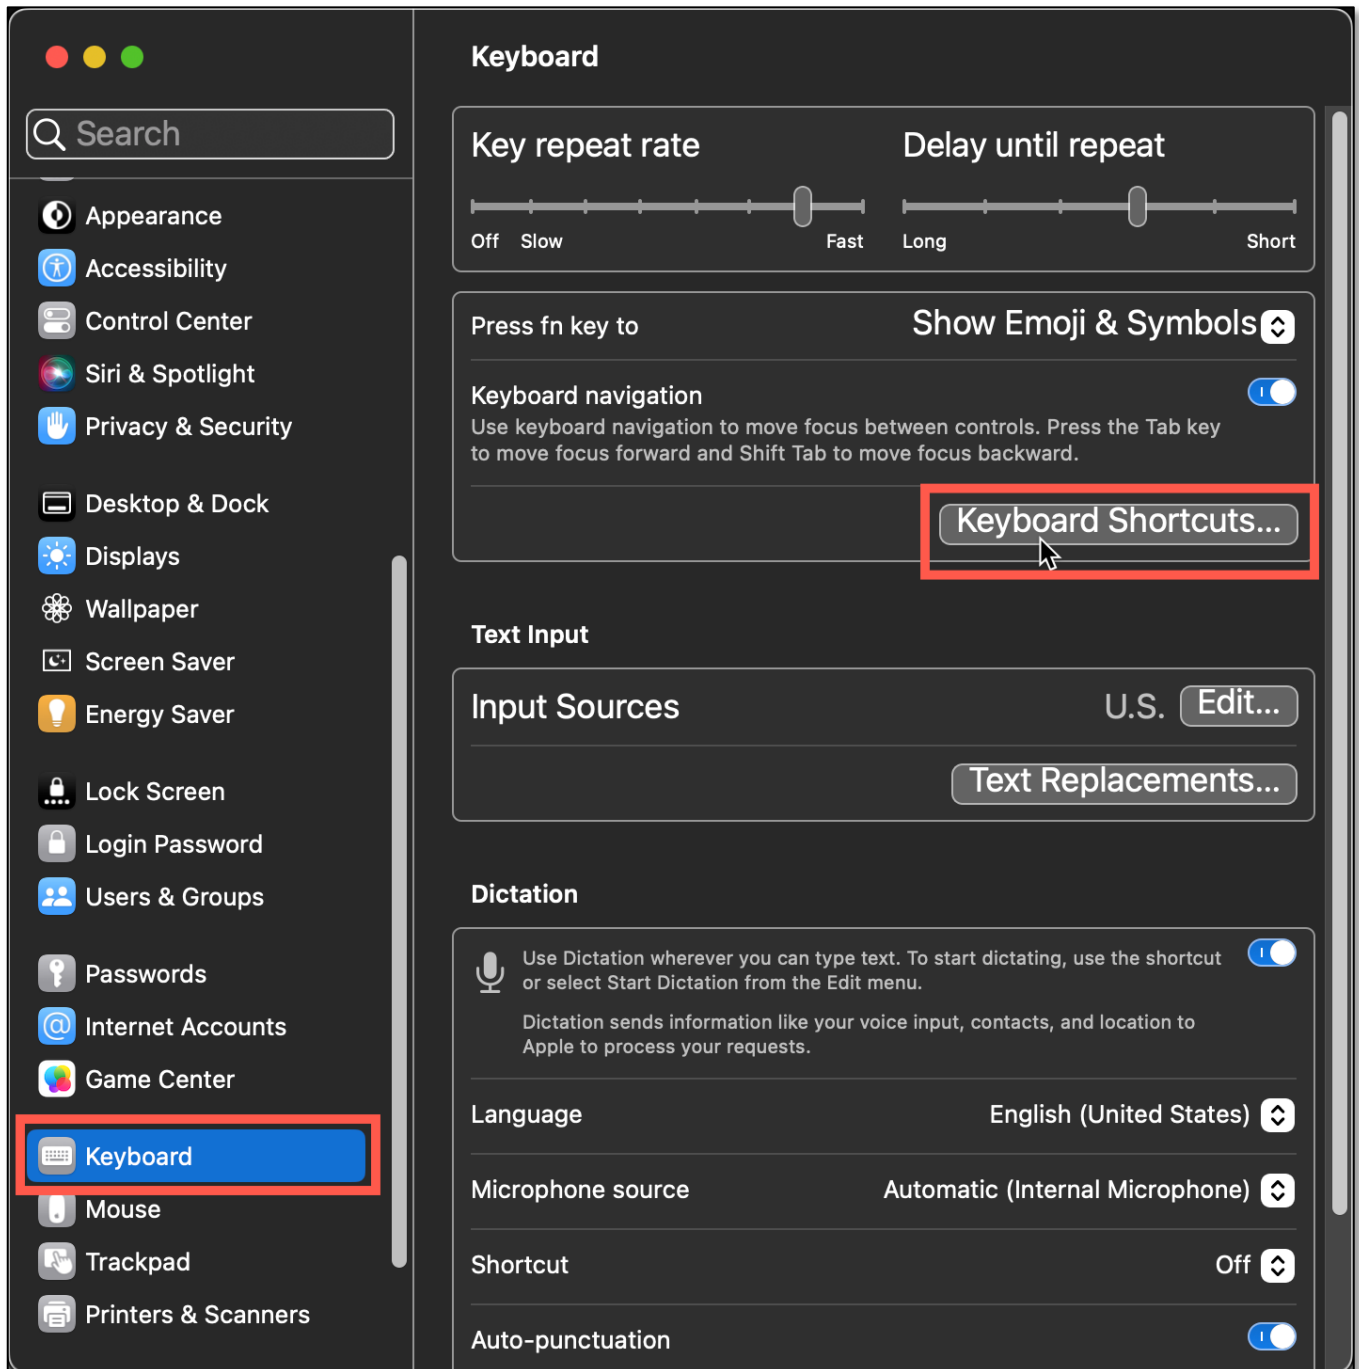 Search
Appearance
Accessibility
Control Center
Siri & Spotlight
Privacy & Security
Desktop & Dock
Displays
Wallpaper
Screen Saver
Energy Saver
Lock Screen
Login Password
Users & Groups
Passwords
Internet Accounts
Game Center
Keyboard
Mouse
Trackpad
Printers & Scanners
Keyboard
Key repeat rate Delay until repeat
Off Slow Fast Long Short
Press fn key to Show Emoji & Symbols
Keyboard navigation
Use keyboard navigation to move focus between controls. Press the Tab key
to move focus forward and Shift Tab to move focus backward.
Keyboard Shortcuts...
Text Input
Input Sources U.S. Edit...
Text Replacements...
Dictation
Use Dictation wherever you can type text. To start dictating, use the shortcut
or select Start Dictation from the Edit menu.
Dictation sends information like your voice input, contacts, and location to
Apple to process your requests.
Language English (United States)
Microphone source Automatic (Internal Microphone)
Shortcut Off
Auto-punctuation